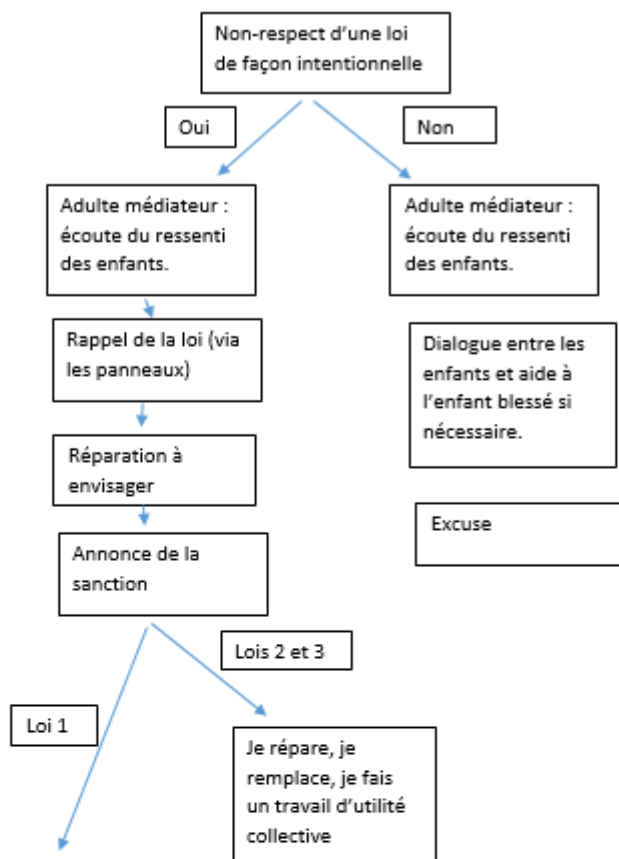 Non-respect d’une loi
de façon intentionnelle
Oui
Non
Adulte médiateur :
écoute du ressenti
des enfants.
Adulte médiateur :
écoute du ressenti
des enfants.
Rappel de la loi (via
les panneaux)
Dialogue entre les
enfants et aide à
l’enfant blessé si
nécessaire.
Réparation à
envisager
Excuse
Annonce de la
sanction
Lois 2 et 3
Loi 1
Je répare, je
remplace, je fais
un travail d’utilité
collective